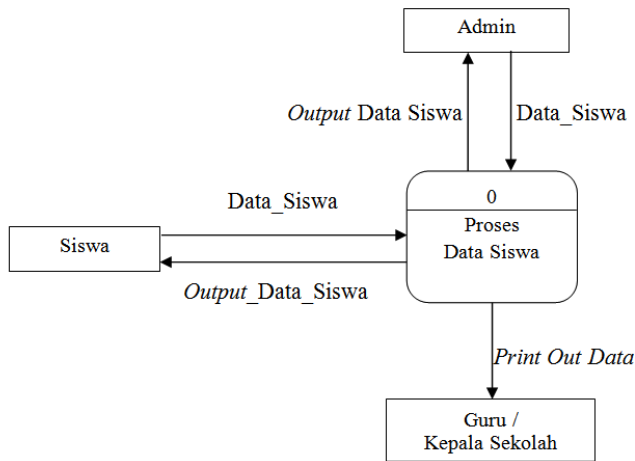 Admin
Output Data Siswa
Data_Siswa
0
Proses
Data Siswa
Data_Siswa
Siswa
Output_Data_Siswa
Print Out Data
Guru /
Kepala Sekolah